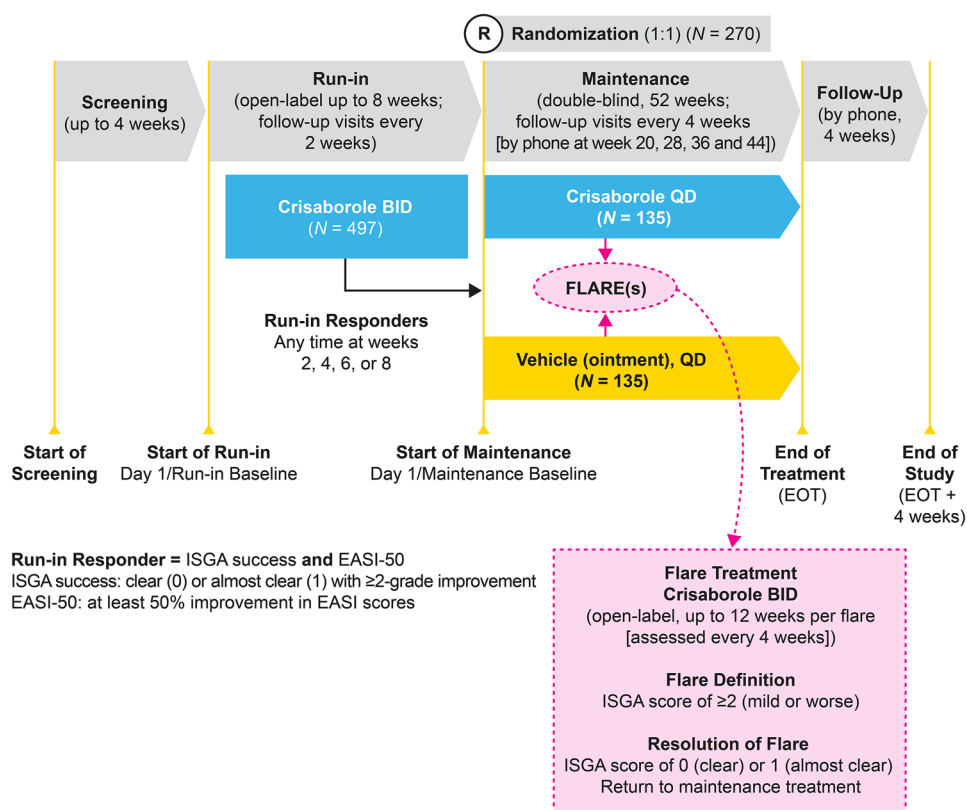 R
Randomization (1:1) (N = 270)
Screening
(up to 4 weeks)
Run-in
(open-label up to 8 weeks;
follow-up visits every
2 weeks)
Maintenance
(double-blind, 52 weeks;
follow-up visits every 4 weeks
[by phone at week 20, 28, 36 and 44])
Follow-Up
(by phone,
4 weeks)
Crisaborole BID
(N = 497)
Crisaborole QD
(N = 135)
FLARE(s)
Run-in Responders
Any time at weeks
2, 4, 6, or 8
Vehicle (ointment), QD
(N = 135)
Start of
Screening
Start of Run-in
Day 1/Run-in Baseline
Start of Maintenance
Day 1/Maintenance Baseline
End of
Treatment
(EOT)
End of
Study
(EOT +
4 weeks)
Run-in Responder = ISGA success and EASI-50
ISGA success: clear (0) or almost clear (1) with ≥2-grade improvement
EASI-50: at least 50% improvement in EASI scores
Flare Treatment
Crisaborole BID
(open-label, up to 12 weeks per flare
[assessed every 4 weeks])
Flare Definition
ISGA score of ≥2 (mild or worse)
Resolution of Flare
ISGA score of 0 (clear) or 1 (almost clear)
Return to maintenance treatment